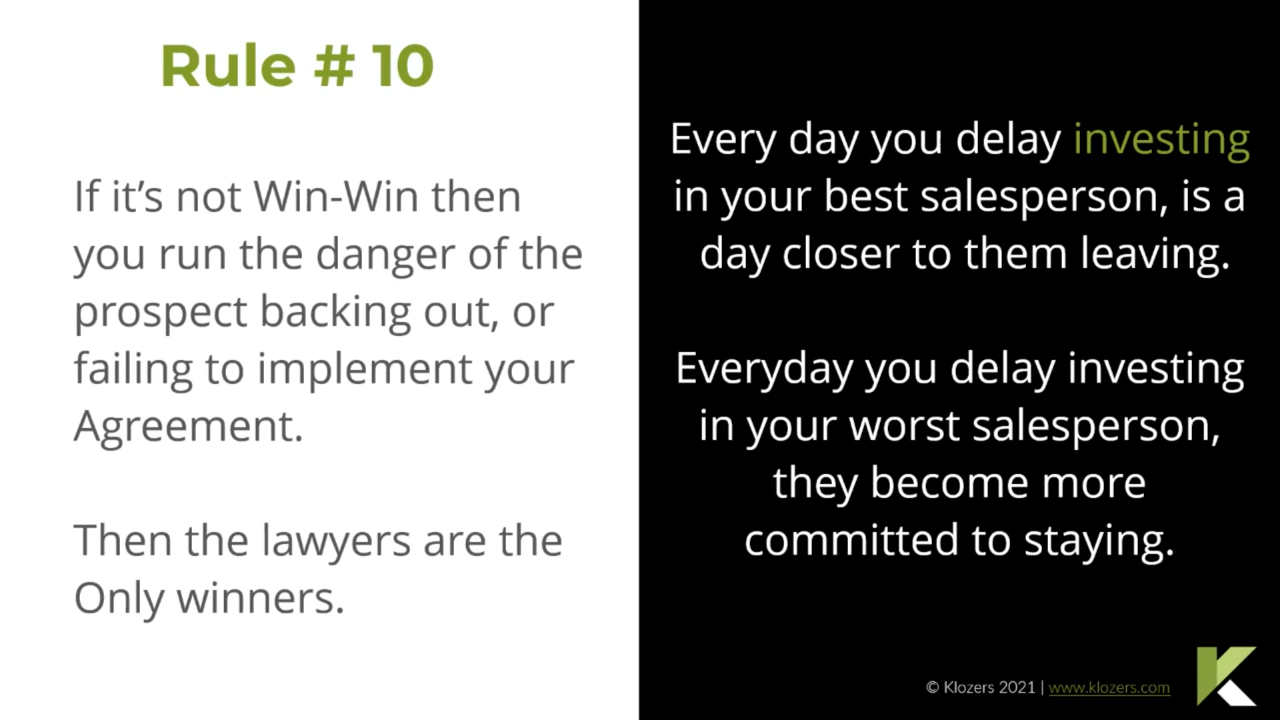 Rule # 10
If it’s not Win-Win then
you run the danger of the
prospect backing out, or
failing to implement your
Agreement.
Then the lawyers are the
Only winners.
Every day you delay investing
in your best salesperson, is a
day closer to them leaving.
Everyday you delay investing
in your worst salesperson,
they become more
committed to staying.
© Klozers 2021 | www.klozers.com